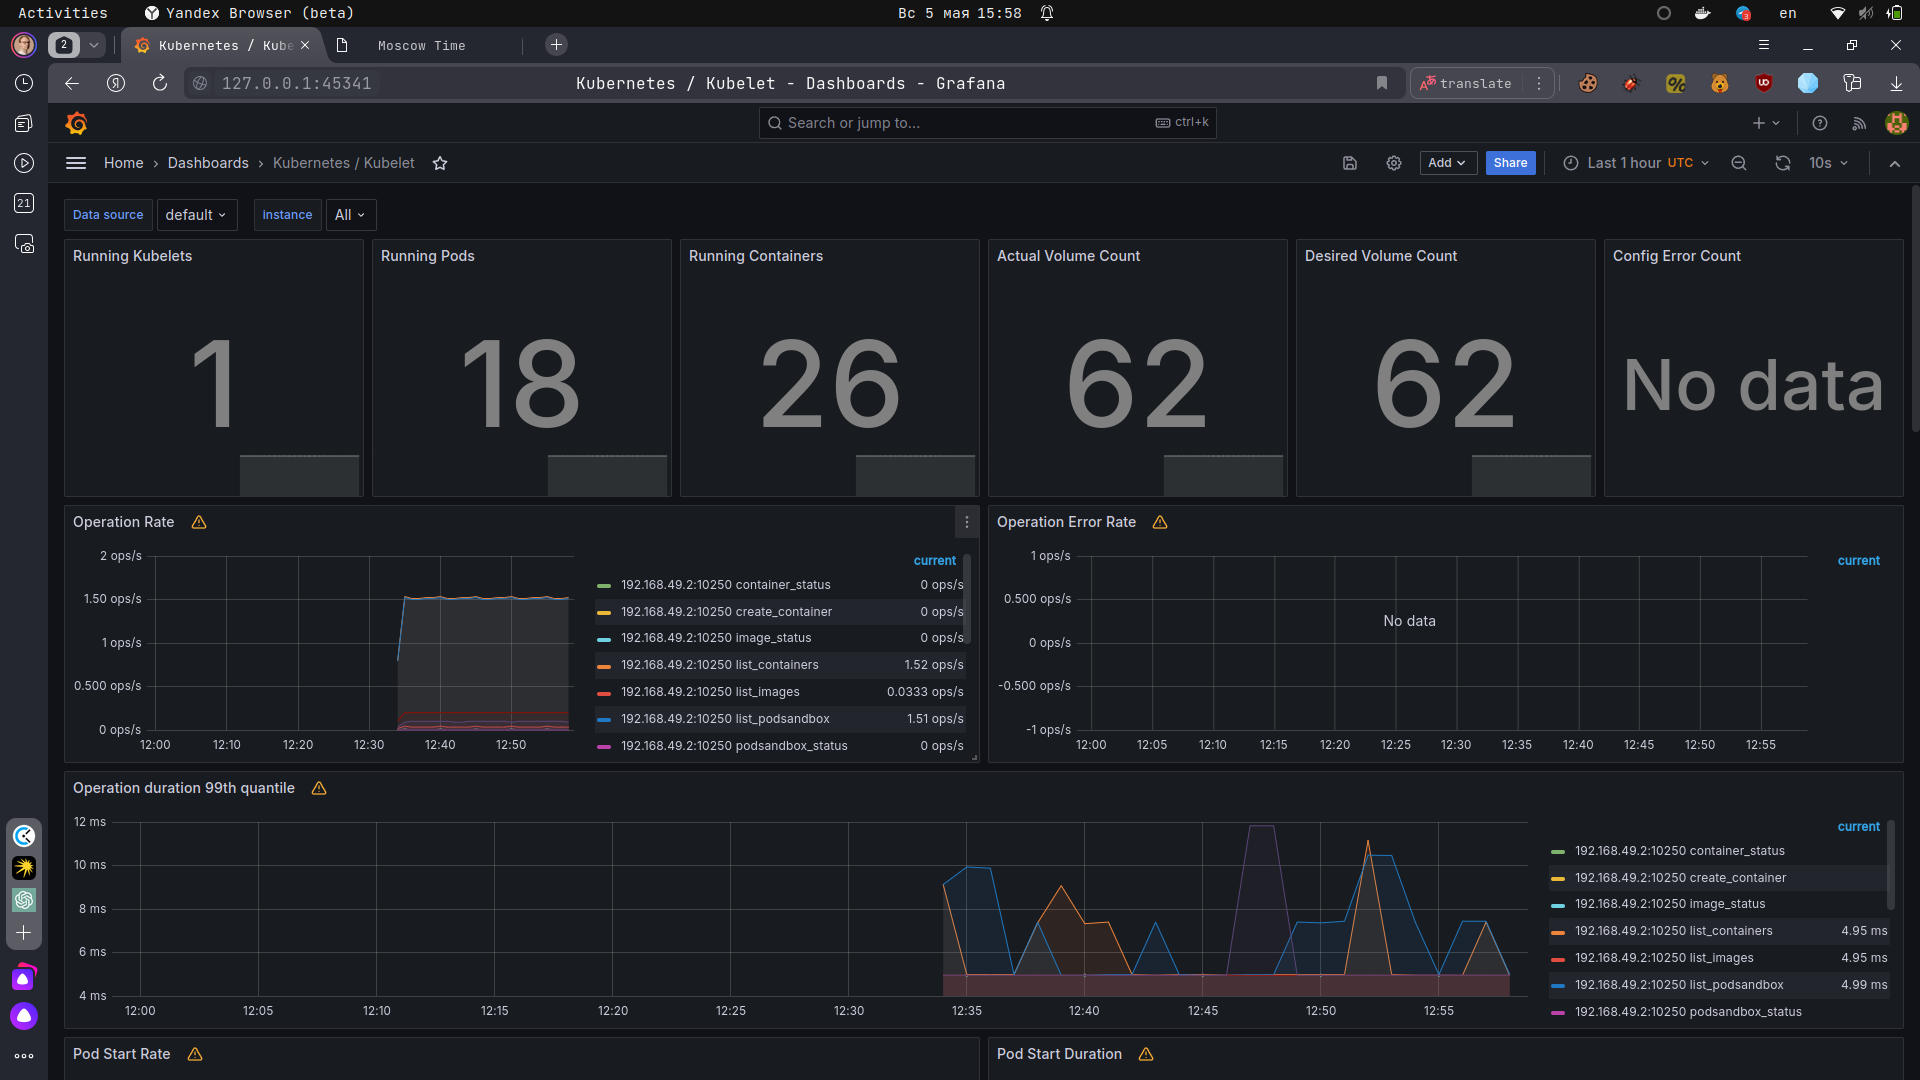 Activities
Yandex Browser (beta)
Вс 5 мая 15:58
en
2
Kubernetes / Kube
Moscow Time
127.0.0.1:45341
Kubernetes / Kubelet - Dashboards - Grafana
translate
Search or jump to...
ctrl+k
Home › Dashboards › Kubernetes / Kubelet
Add
Share
Last 1 hour UTC
10s
21
Data source
default
instance
All
Running Kubelets
1
Running Pods
18
Running Containers
26
Actual Volume Count
62
Desired Volume Count
62
Config Error Count
No data
Operation Rate
2 ops/s
1.50 ops/s
1 ops/s
0.500 ops/s
0 ops/s
12:00 12:10 12:20 12:30 12:40 12:50
current
192.168.49.2:10250 container_status 0 ops/s
192.168.49.2:10250 create_container 0 ops/s
192.168.49.2:10250 image_status 0 ops/s
192.168.49.2:10250 list_containers 1.52 ops/s
192.168.49.2:10250 list_images 0.0333 ops/s
192.168.49.2:10250 list_podsandbox 1.51 ops/s
192.168.49.2:10250 podsandbox_status 0 ops/s
Operation Error Rate
1 ops/s
0.500 ops/s
0 ops/s
-0.500 ops/s
-1 ops/s
No data
12:00 12:05 12:10 12:15 12:20 12:25 12:30 12:35 12:40 12:45 12:50 12:55
current
Operation duration 99th quantile
12 ms
10 ms
8 ms
6 ms
4 ms
12:00 12:05 12:10 12:15 12:20 12:25 12:30 12:35 12:40 12:45 12:50 12:55
current
192.168.49.2:10250 container_status
192.168.49.2:10250 create_container
192.168.49.2:10250 image_status
192.168.49.2:10250 list_containers 4.95 ms
192.168.49.2:10250 list_images 4.95 ms
192.168.49.2:10250 list_podsandbox 4.99 ms
192.168.49.2:10250 podsandbox_status
Pod Start Rate
Pod Start Duration